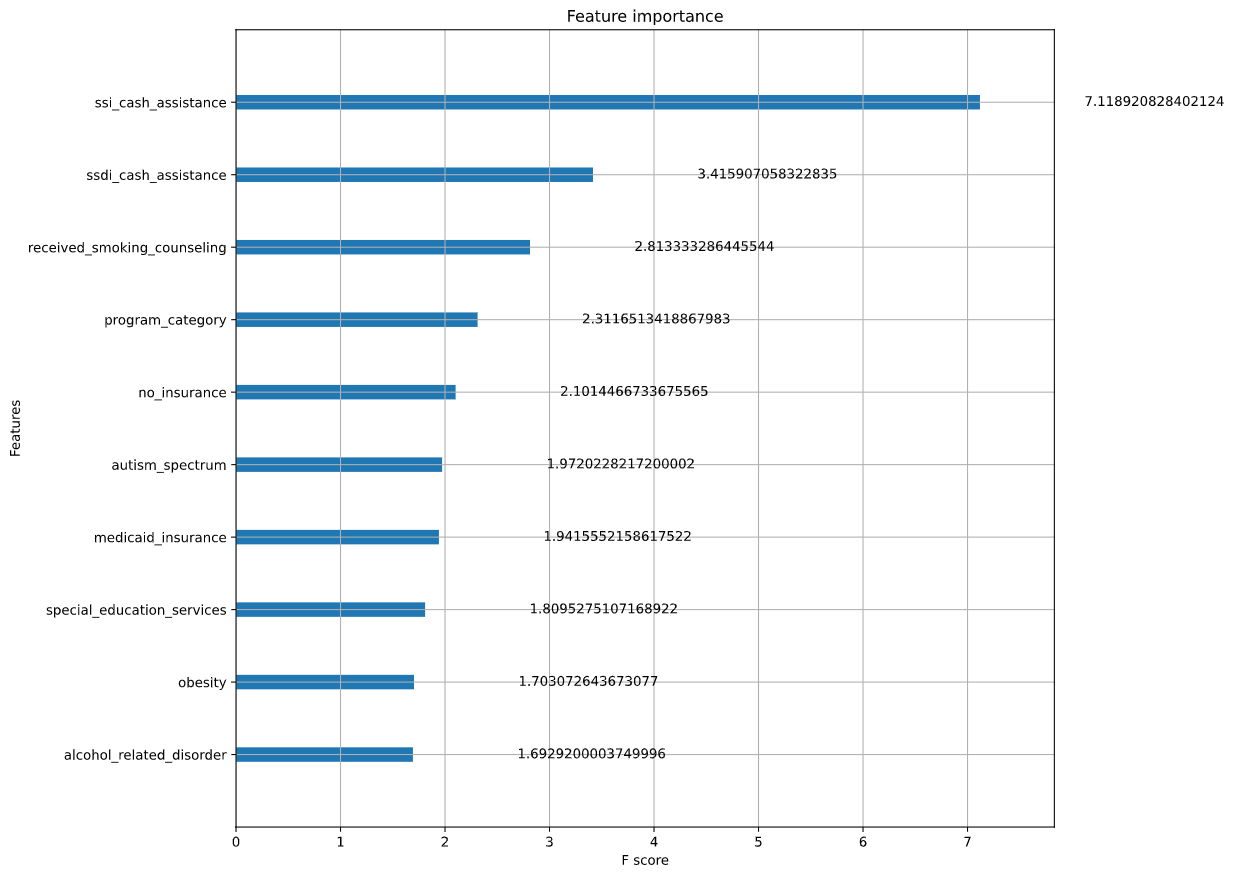 Feature importance
ssi_cash_assistance 7.118920828402124
ssdi_cash_assistance 3.415907058322835
received_smoking_counseling 2.813333286445544
program_category 2.3116513418867983
no_insurance 2.1014466733675565
autism_spectrum 1.9720228217200002
medicaid_insurance 1.9415552158617522
special_education_services 1.8095275107168922
obesity 1.703072643673077
alcohol_related_disorder 1.6929200003749996
Features
0 1 2 3 4 5 6 7
F score